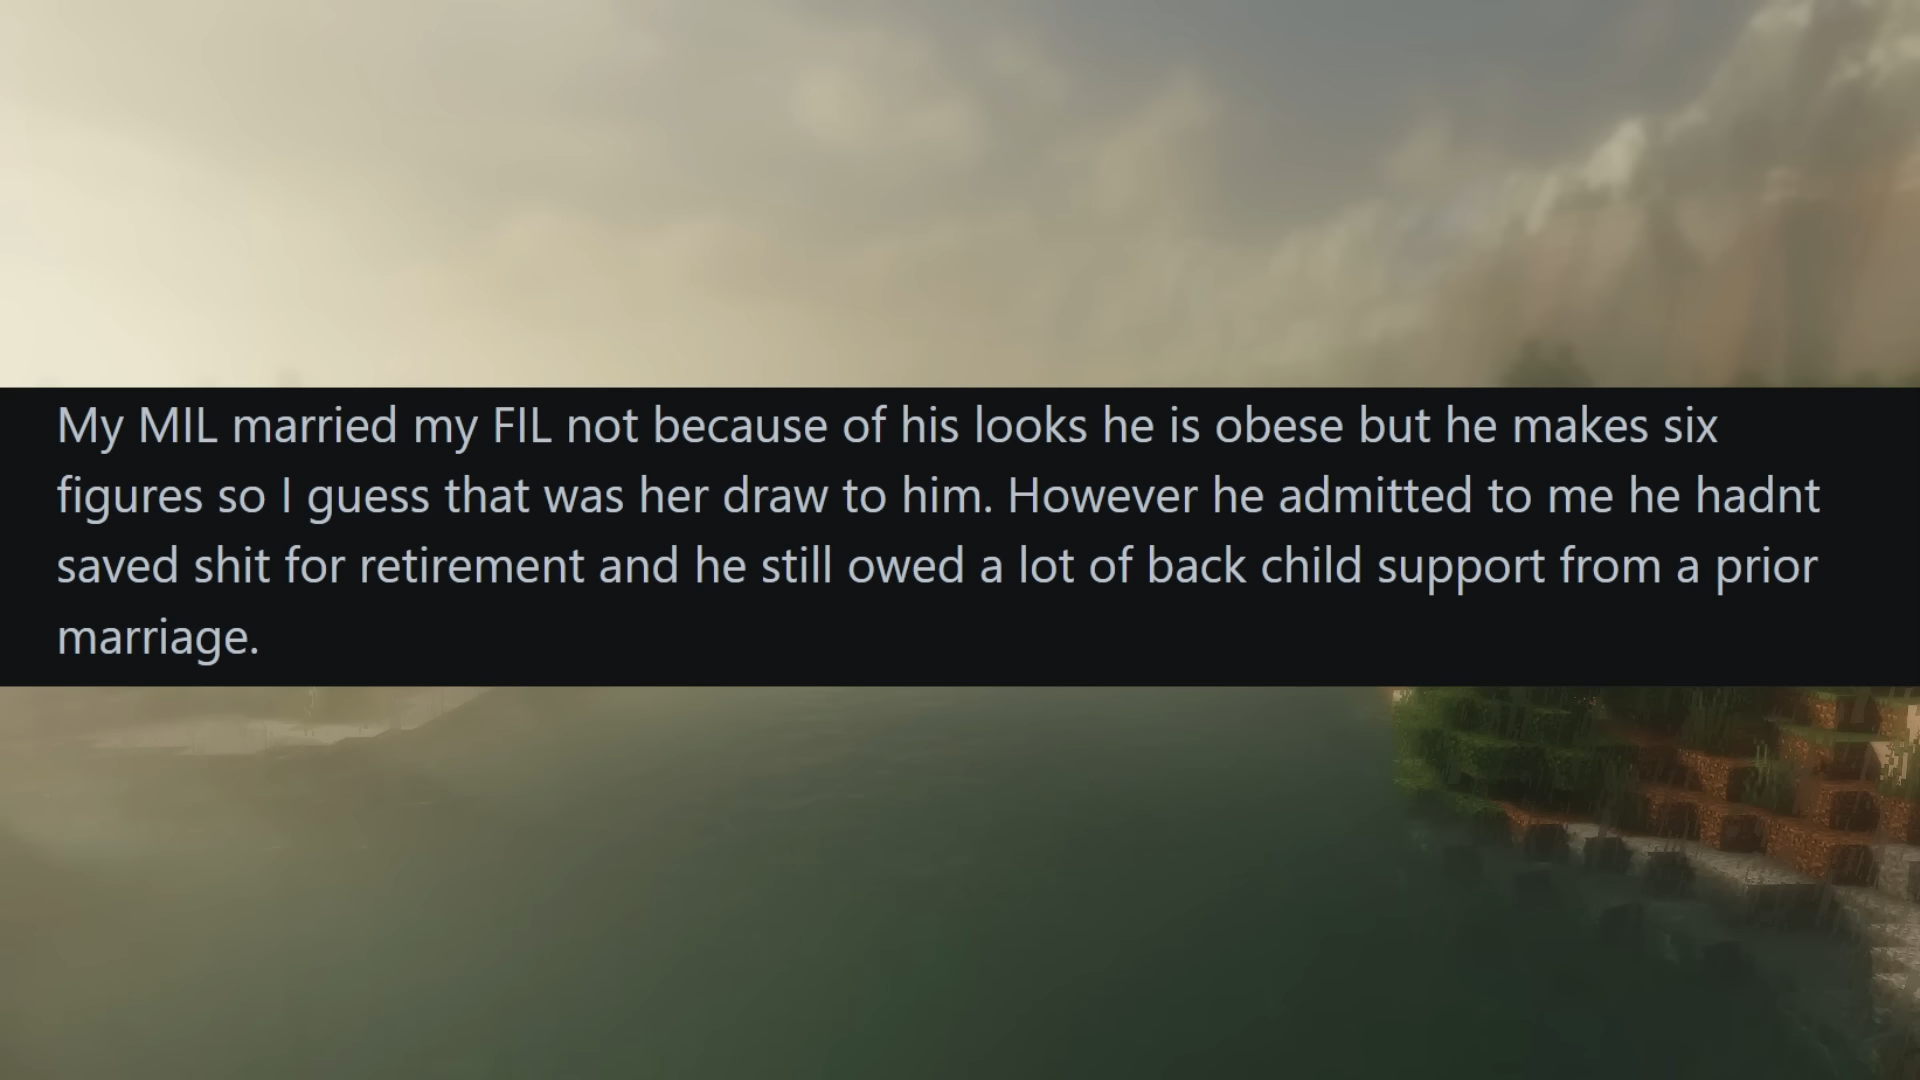 My MIL married my FIL not because of his looks he is obese but he makes six
figures so I guess that was her draw to him. However he admitted to me he hadnt
saved shit for retirement and he still owed a lot of back child support from a prior
marriage.